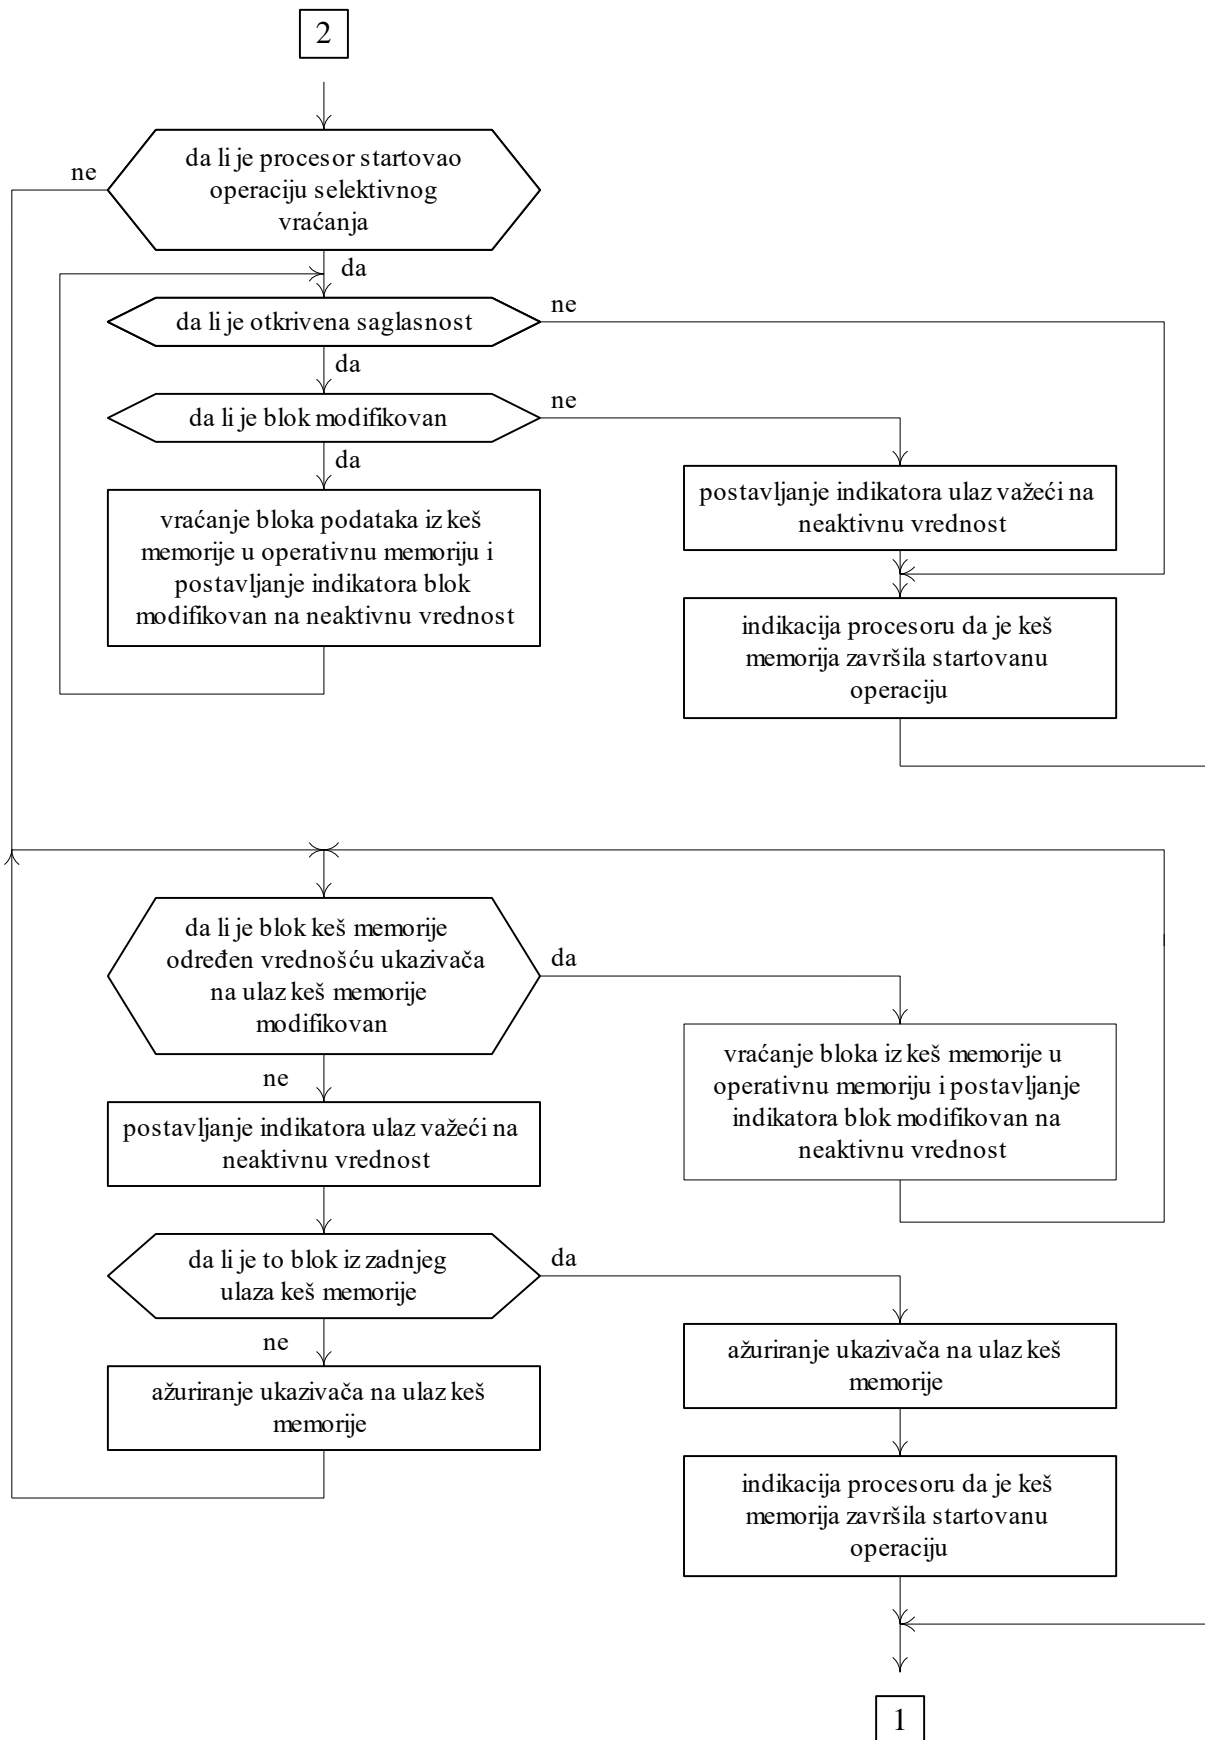 2
ne
da li je procesor startovao
operaciju selektivnog
vraćanja
da
da li je otkrivena saglasnost
ne
da
da li je blok modifikovan
ne
da
vraćanje bloka podataka iz keš
memorije u operativnu memoriju i
postavljanje indikatora blok
modifikovan na neaktivnu vrednost
postavljanje indikatora ulaz važeći na
neaktivnu vrednost
indikacija procesoru da je keš
memorija završila startovanu
operaciju
da li je blok keš memorije
određen vrednošću ukazivača
na ulaz keš memorije
modifikovan
da
ne
vraćanje bloka iz keš memorije u
operativnu memoriju i postavljanje
indikatora blok modifikovan na
neaktivnu vrednost
postavljanje indikatora ulaz važeći na
neaktivnu vrednost
da li je to blok iz zadnjeg
ulaza keš memorije
da
ne
ažuriranje ukazivača na ulaz keš
memorije
ažuriranje ukazivača na ulaz keš
memorije
indikacija procesoru da je keš
memorija završila startovanu
operaciju
1